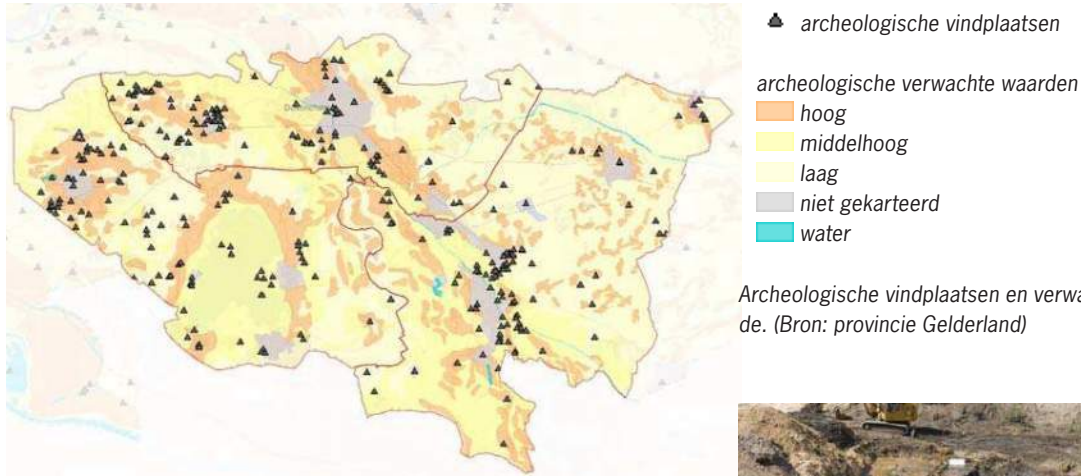 archeologische vindplaatsen
archeologische verwachte waarden
hoog
middelhoog
laag
niet gekarteerd
water
Archeologische vindplaatsen en verwa
de. (Bron: provincie Gelderland)